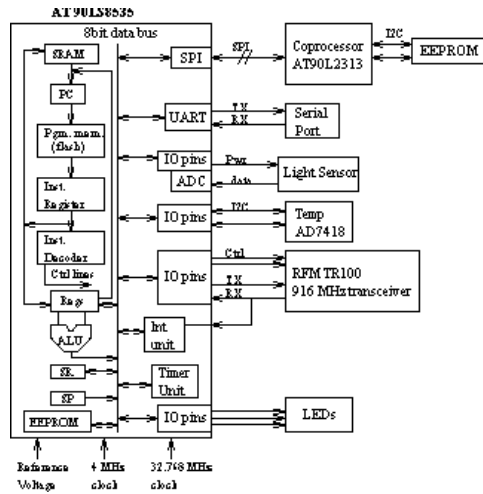 AT90LS8535
8bit data bus
SRAM
PC
Pgm. mem.
(flash)
Inst.
Register
Inst.
Decoder
Ctrl lines
Regs
ALU
SR
SP
EEPROM
SPI
UART
IO pins
ADC
IO pins
IO pins
Int
unit
Timer
Unit
IO pins
SPI
Coprocessor
AT90L2313
I2C
EEPROM
TX
RX
Serial
Port
Pwr
data
Light Sensor
I2C
Temp
AD7418
Ctrl
TX
RX
RFM TR100
916 MHz transceiver
LEDs
Reference
Voltage
4 MHz
clock
32.768 MHz
clock